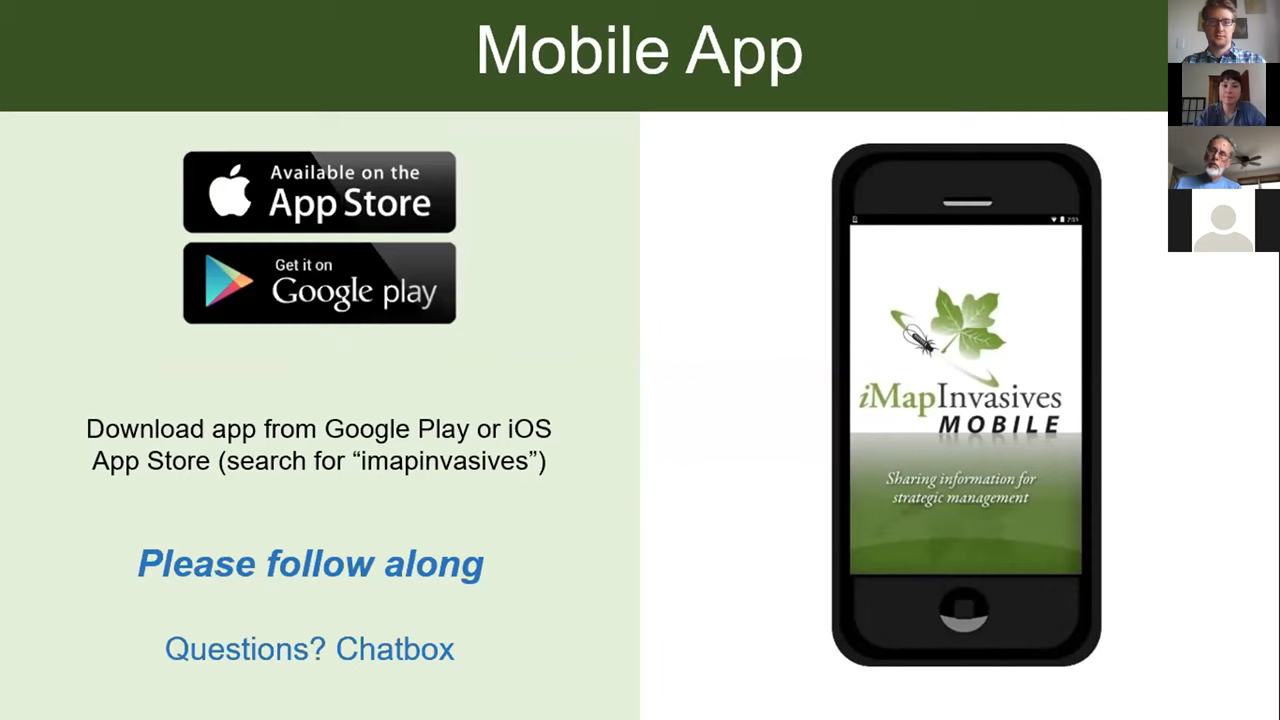 Mobile App
Available on the
App Store
Get it on
Google play
Download app from Google Play or iOS
App Store (search for “imapinvasives”)
Please follow along
Questions? Chatbox
iMapInvasives
MOBILE
Sharing information for
strategic management